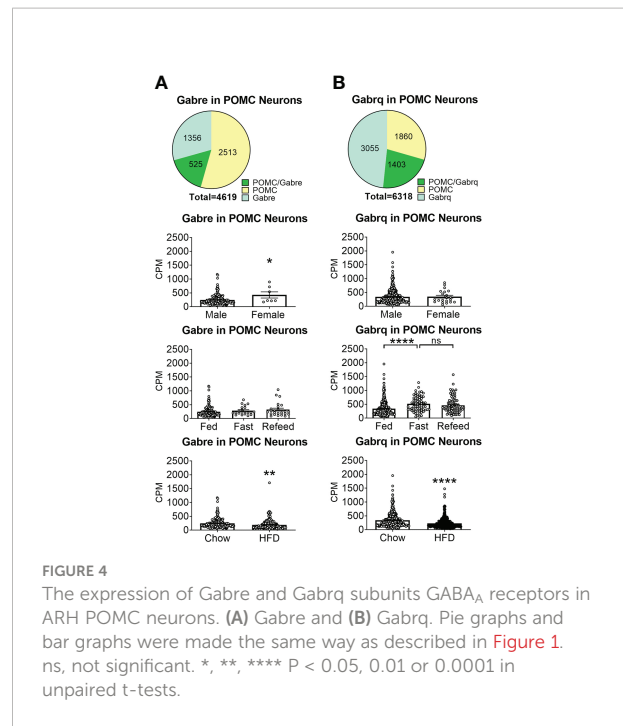 A
B
Gabre in POMC Neurons
1356
2513
525
POMC/Gabre
POMC
Gabre
Total=4619
Gabrq in POMC Neurons
1860
3055
1403
POMC/Gabrq
POMC
Gabrq
Total=6318
Gabre in POMC Neurons
CPM
2500
2000
1500
1000
500
0
*
Male Female
Gabrq in POMC Neurons
CPM
2500
2000
1500
1000
500
0
Male Female
Gabre in POMC Neurons
CPM
2500
2000
1500
1000
500
0
Fed Fast Refeed
Gabrq in POMC Neurons
CPM
2500
2000
1500
1000
500
0
**** ns
Fed Fast Refeed
Gabre in POMC Neurons
CPM
2500
2000
1500
1000
500
0
**
Chow HFD
Gabrq in POMC Neurons
CPM
2500
2000
1500
1000
500
0
****
Chow HFD
FIGURE 4
The expression of Gabre and Gabrq subunits GABA_A receptors in
ARH POMC neurons. (A) Gabre and (B) Gabrq. Pie graphs and
bar graphs were made the same way as described in Figure 1.
ns, not significant. *, **, **** P < 0.05, 0.01 or 0.0001 in
unpaired t-tests.